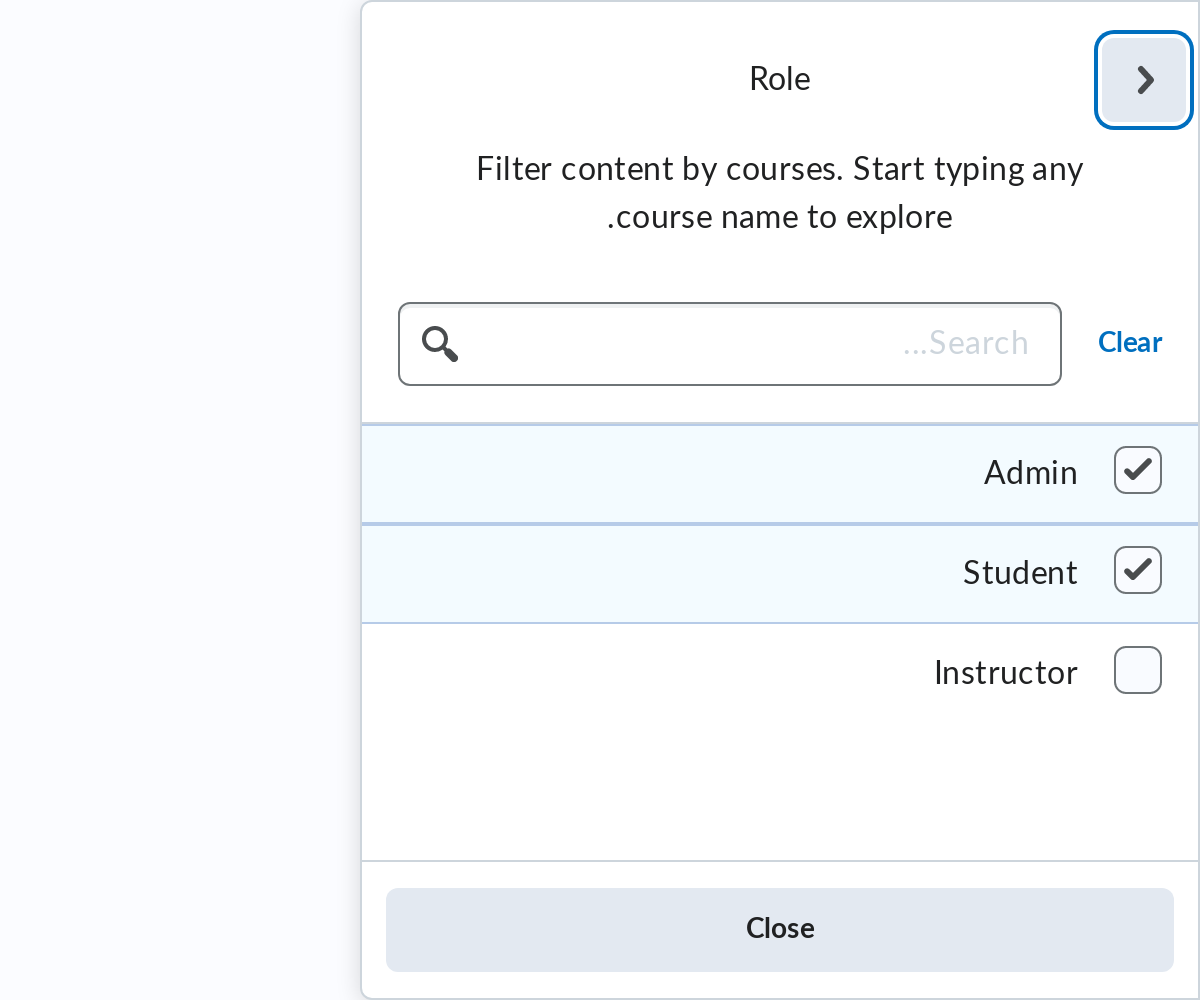 Role
Filter content by courses. Start typing any
.course name to explore
...Search
Clear
Admin
Student
Instructor
Close